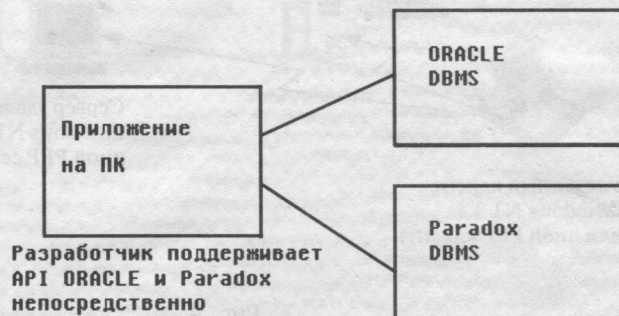 ORACLE
DBMS
Приложение
на ПК
Paradox
DBMS
Разработчик поддерживает
API ORACLE и Paradox
непосредственно